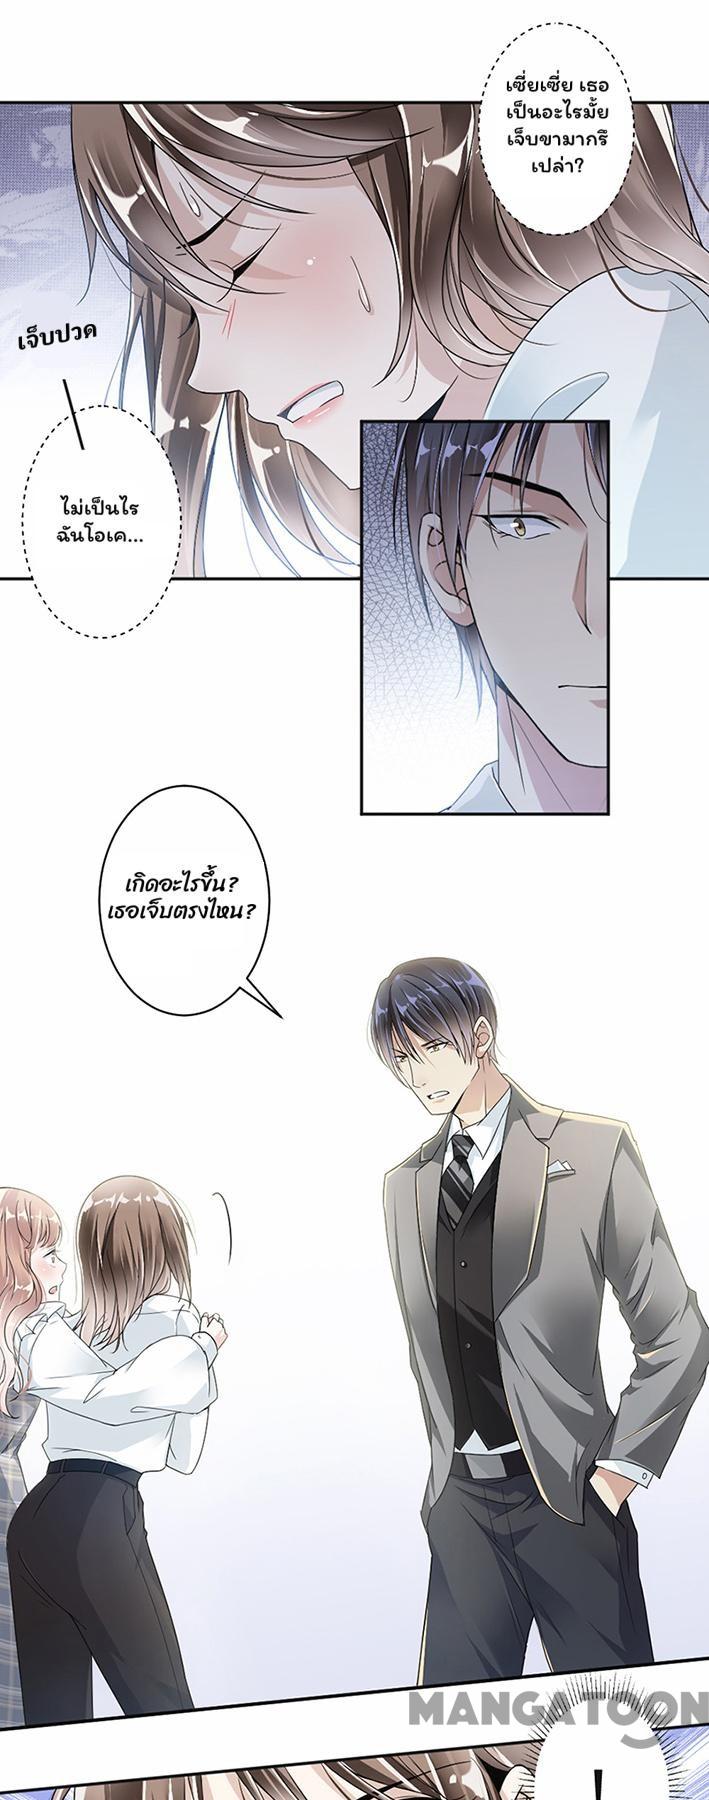 เซี่ยเซี่ย เธอ
เป็นอะไรมั้ย
เจ็บขามากรึ
เปล่า?
เจ็บปวด
ไม่เป็นไร
ฉันโอเค...
เกิดอะไรขึ้น?
เธอเจ็บตรงไหน?
MANGATOON
!